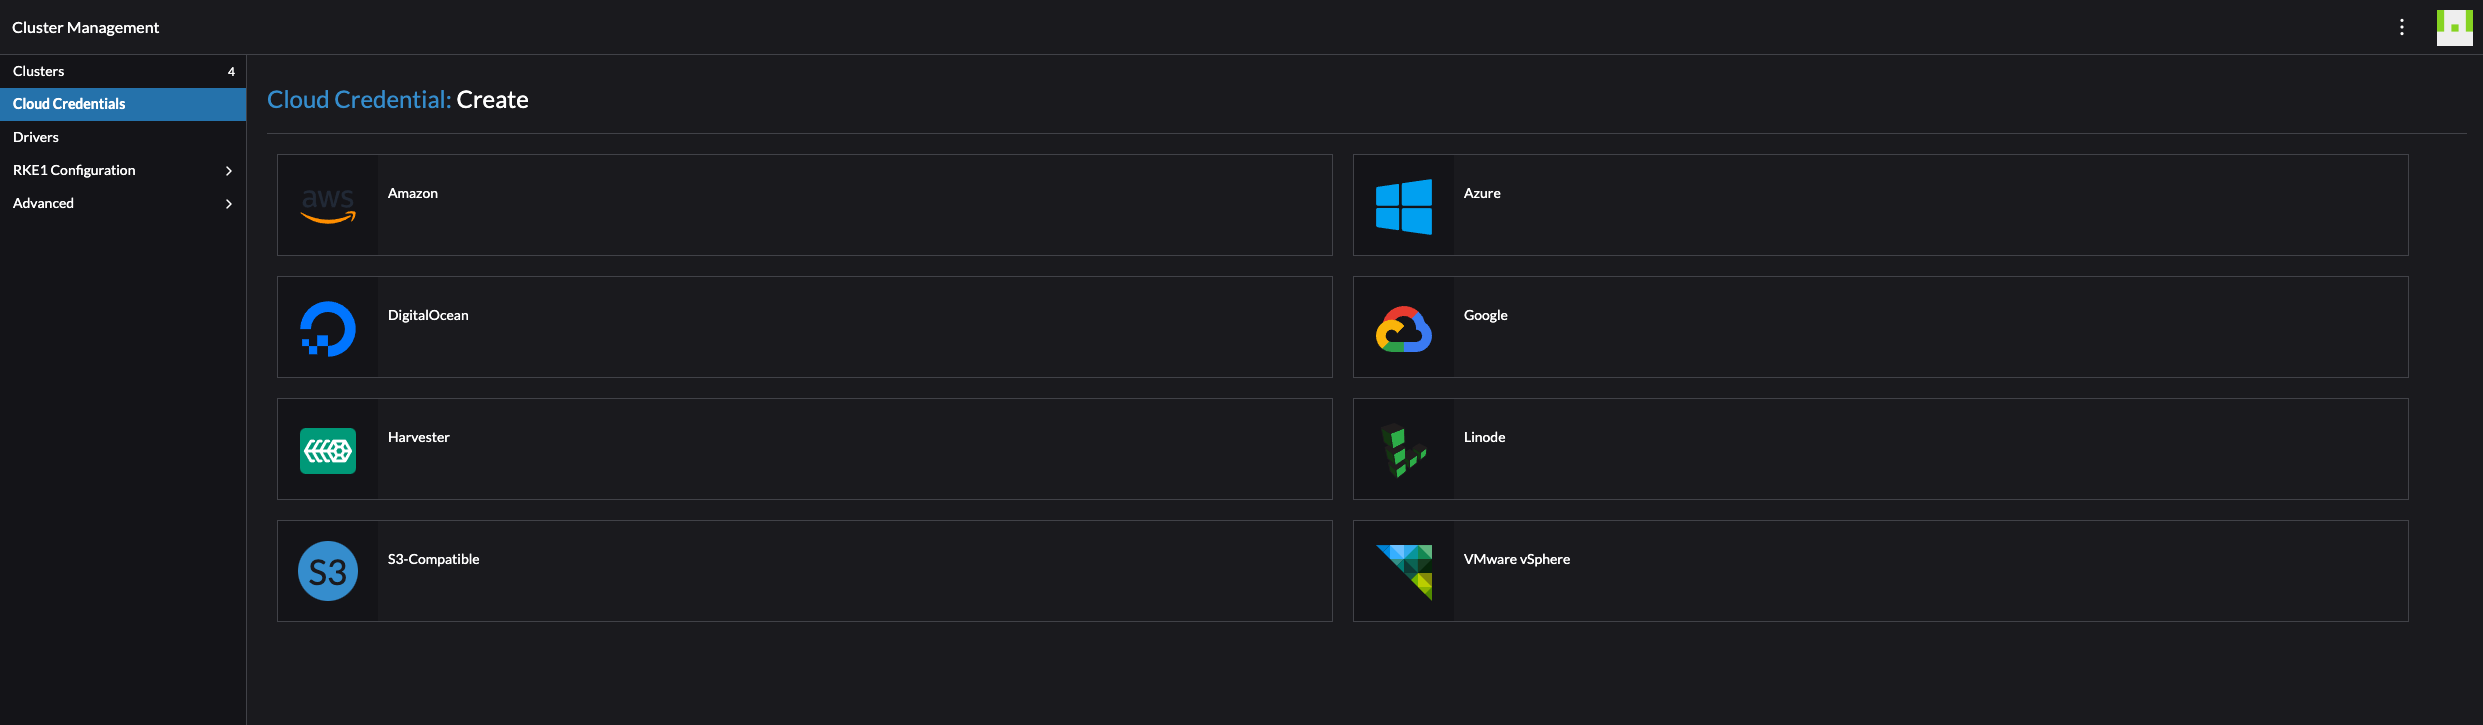 Cluster Management
Clusters 4
Cloud Credentials
Drivers
RKE1 Configuration
Advanced
Cloud Credential: Create
aws
Amazon
Azure
DigitalOcean
Google
Harvester
Linode
S3
S3-Compatible
VMware vSphere